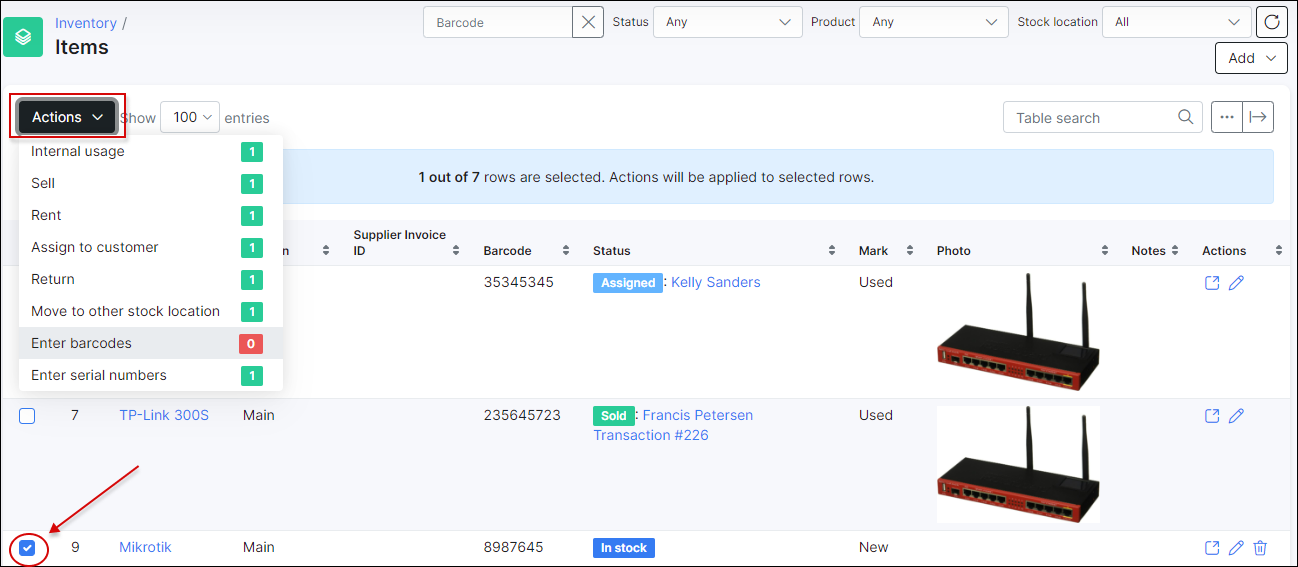 Inventory /
Items
Barcode
Status
Any
Product
Any
Stock location
All
Add
Actions
Show
100
entries
Table search
Internal usage 1
Sell 1
Rent 1
Assign to customer 1
Return 1
Move to other stock location 1
Enter barcodes 0
Enter serial numbers 1
1 out of 7 rows are selected. Actions will be applied to selected rows.
n
Supplier Invoice
ID
Barcode
Status
Mark
Photo
Notes
Actions
35345345
Assigned : Kelly Sanders
Used
7
TP-Link 300S
Main
235645723
Sold : Francis Petersen
Transaction #226
Used
9
Mikrotik
Main
8987645
In stock
New